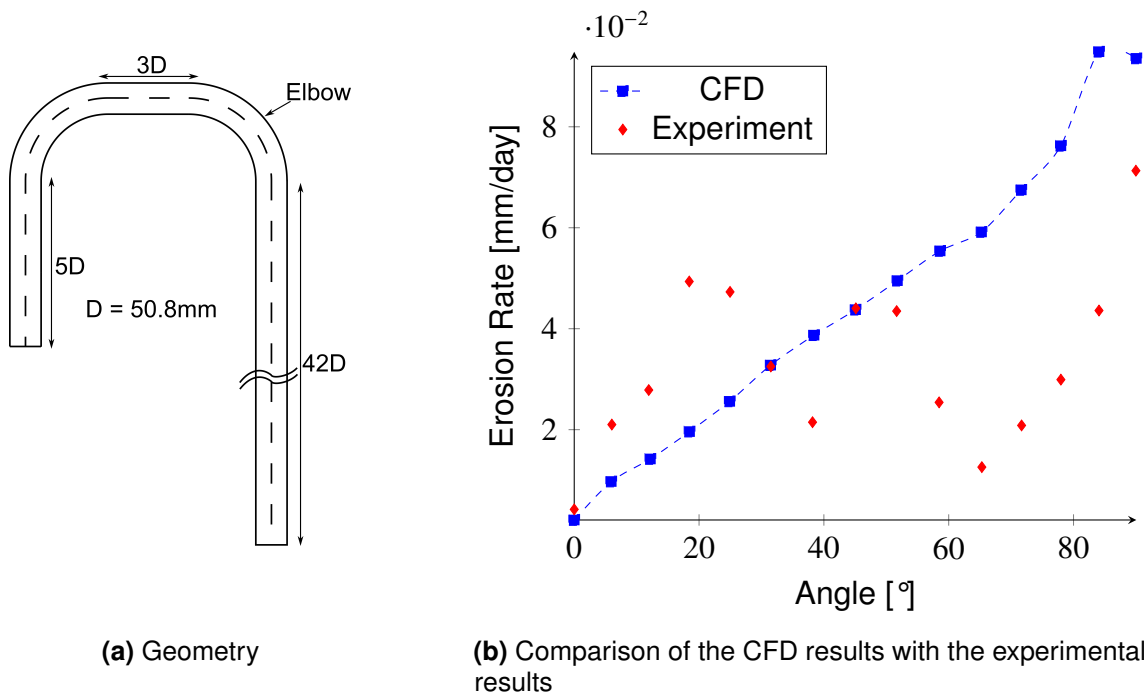 3D
Elbow
5D
D = 50.8mm
42D
(a) Geometry
·10⁻²
CFD
Experiment
Erosion Rate [mm/day]
8
6
4
2
0
20
40
60
80
Angle [°]
(b) Comparison of the CFD results with the experimental
results